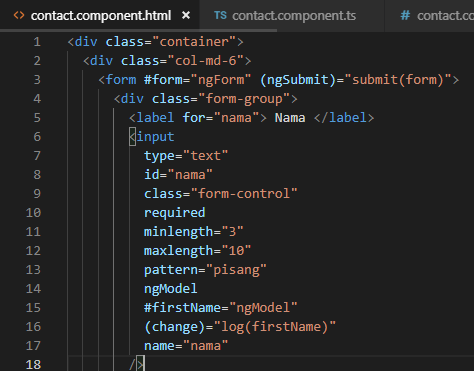 <> contact.component.html × TS contact.component.ts # contact.co
1 <div class="container">
2 <div class="col-md-6">
3 <form #form="ngForm" (ngSubmit)="submit(form)">
4 <div class="form-group">
5 <label for="nama"> Nama </label>
6 <input
7 type="text"
8 id="nama"
9 class="form-control"
10 required
11 minlength="3"
12 maxlength="10"
13 pattern="pisang"
14 ngModel
15 #firstName="ngModel"
16 (change)="log(firstName)"
17 name="nama"
18 />